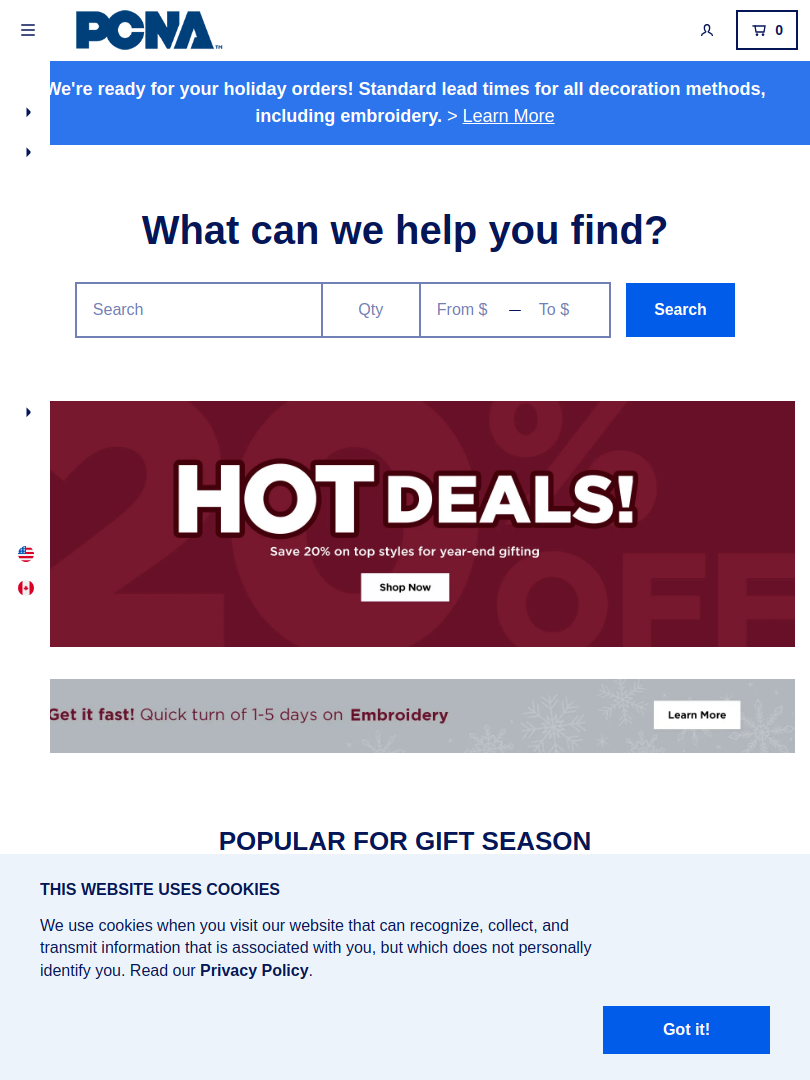 PCNA™
0
We're ready for your holiday orders! Standard lead times for all decoration methods,
including embroidery. > Learn More
What can we help you find?
Search
Qty
From $ — To $
Search
20% OFF
HOT DEALS!
Save 20% on top styles for year-end gifting
Shop Now
Get it fast! Quick turn of 1-5 days on Embroidery
Learn More
POPULAR FOR GIFT SEASON
THIS WEBSITE USES COOKIES
We use cookies when you visit our website that can recognize, collect, and
transmit information that is associated with you, but which does not personally
identify you. Read our Privacy Policy.
Got it!